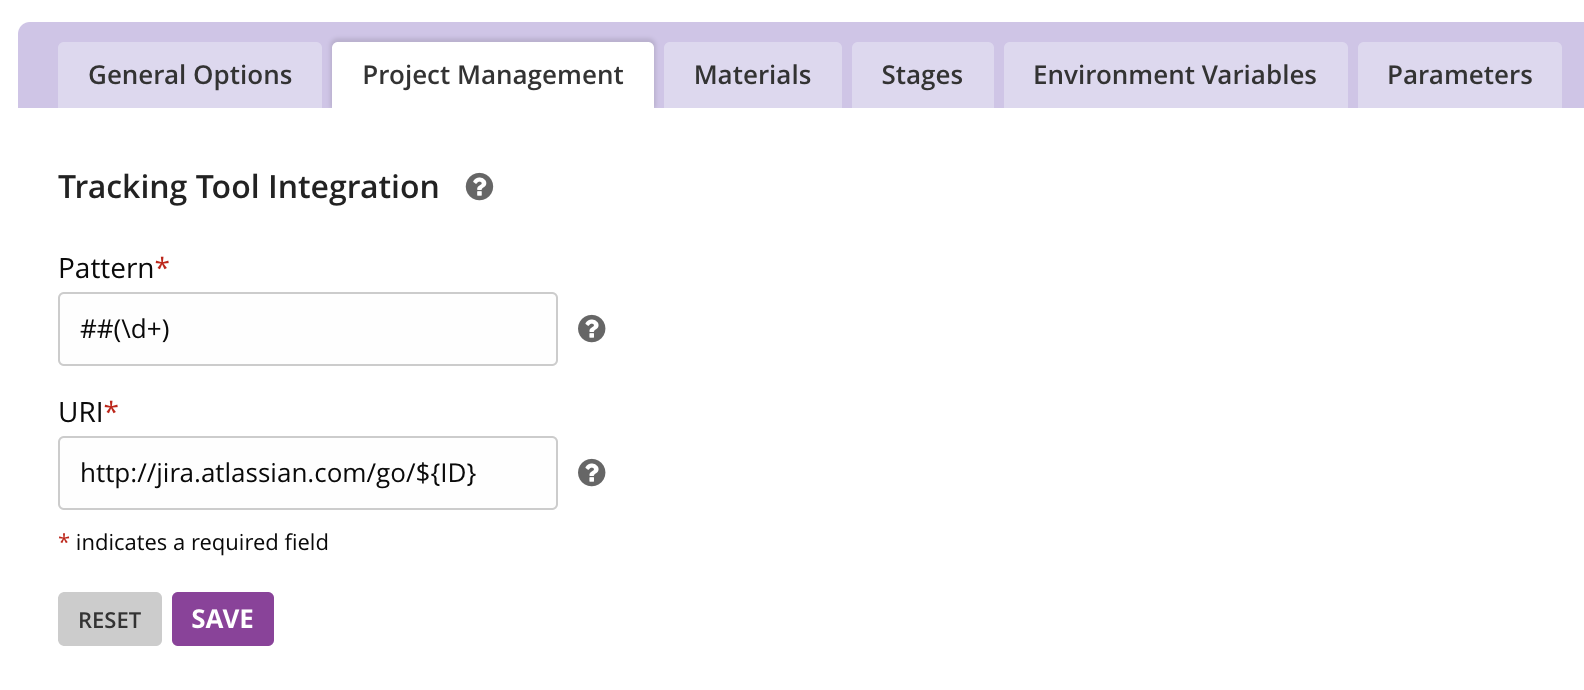 General Options Project Management Materials Stages Environment Variables Parameters
Tracking Tool Integration ?
Pattern*
##(\d+) ?
URI*
http://jira.atlassian.com/go/${ID} ?
* indicates a required field
RESET SAVE